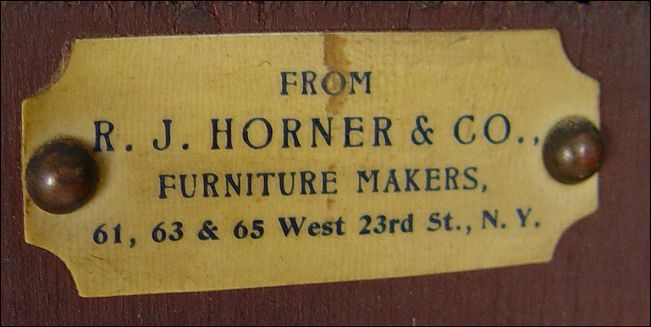 FROM
R. J. HORNER & CO.,
FURNITURE MAKERS,
61, 63 & 65 West 23rd St., N. Y.